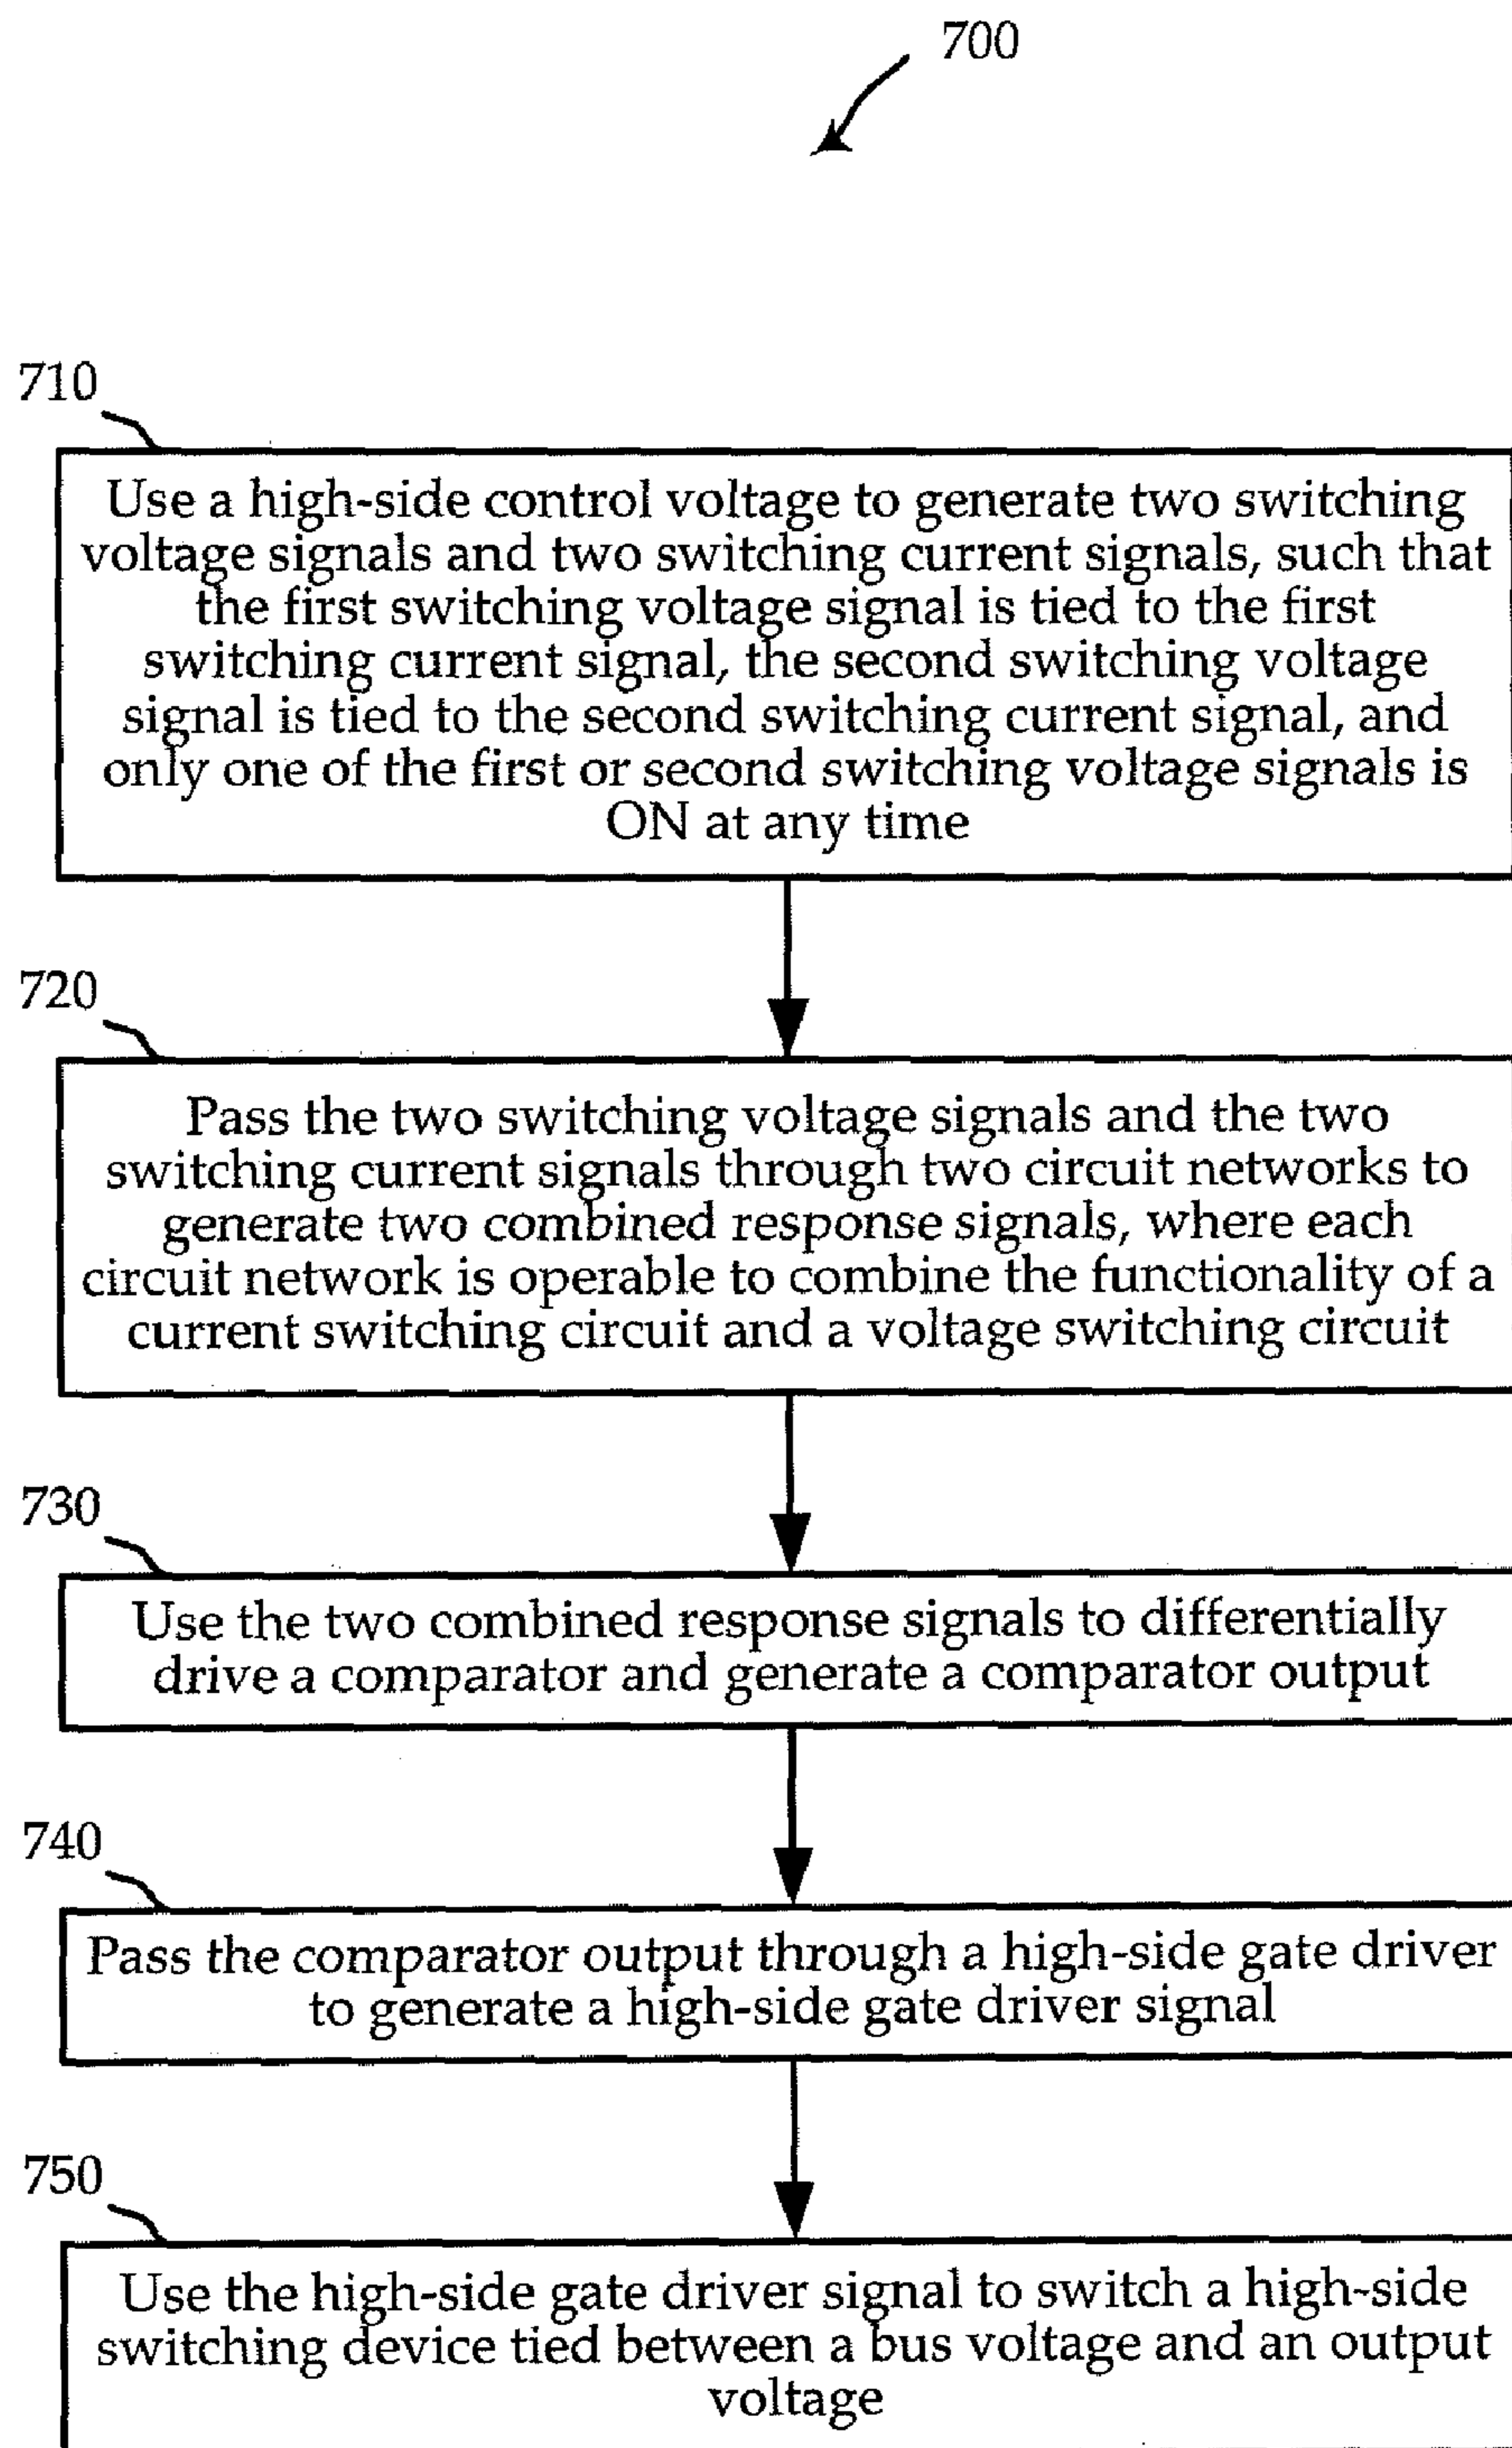 700
710
Use a high-side control voltage to generate two switching
voltage signals and two switching current signals, such that
the first switching voltage signal is tied to the first
switching current signal, the second switching voltage
signal is tied to the second switching current signal, and
only one of the first or second switching voltage signals is
ON at any time
720
Pass the two switching voltage signals and the two
switching current signals through two circuit networks to
generate two combined response signals, where each
circuit network is operable to combine the functionality of a
current switching circuit and a voltage switching circuit
730
Use the two combined response signals to differentially
drive a comparator and generate a comparator output
740
Pass the comparator output through a high-side gate driver
to generate a high-side gate driver signal
750
Use the high-side gate driver signal to switch a high-side
switching device tied between a bus voltage and an output
voltage